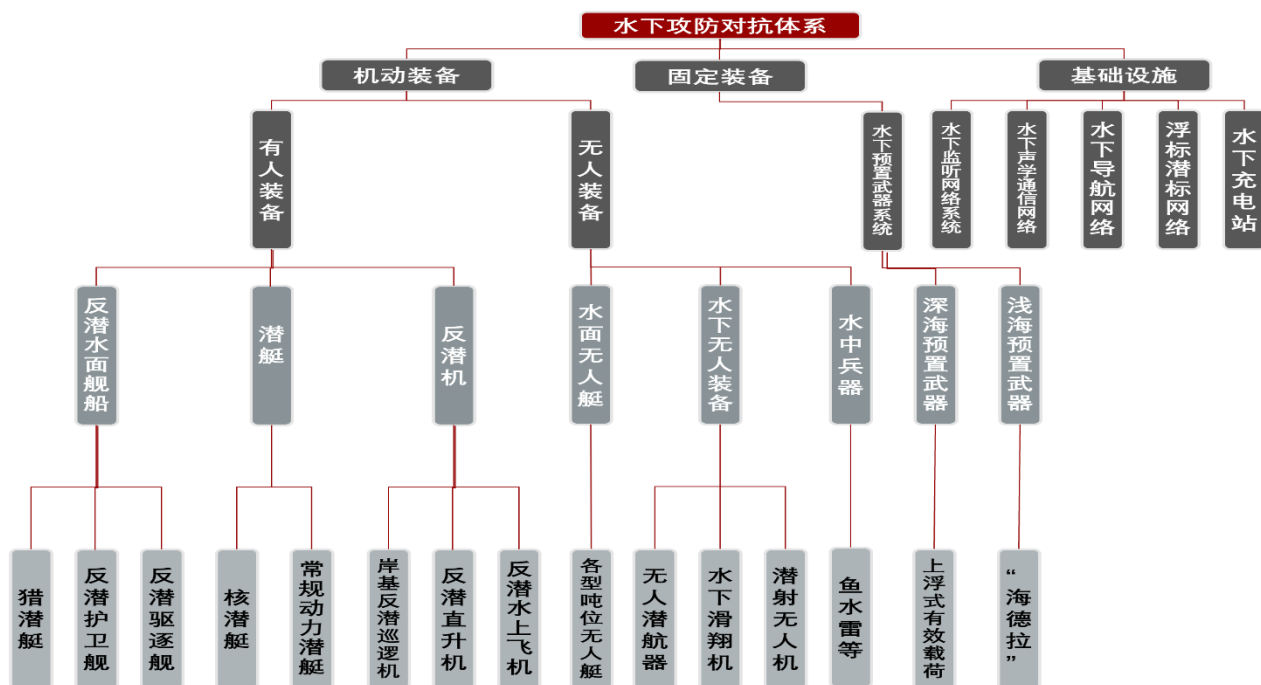 水下攻防对抗体系
机动装备
固定装备
基础设施
有人装备
无人装备
水下预置武器系统
水下监听网络系统
水下声学通信网络
水下导航网络
浮标潜标网络
水下充电站
反潜水面舰船
潜艇
反潜机
水面无人艇
水下无人装备
水中兵器
深海预置武器
浅海预置武器
猎潜艇
反潜护卫舰
反潜驱逐舰
核潜艇
常规动力潜艇
岸基反潜巡逻机
反潜直升机
反潜水上飞机
各型吨位无人艇
无人潜航器
水下滑翔机
潜射无人机
鱼水雷等
上浮式有效载荷
“海德拉”